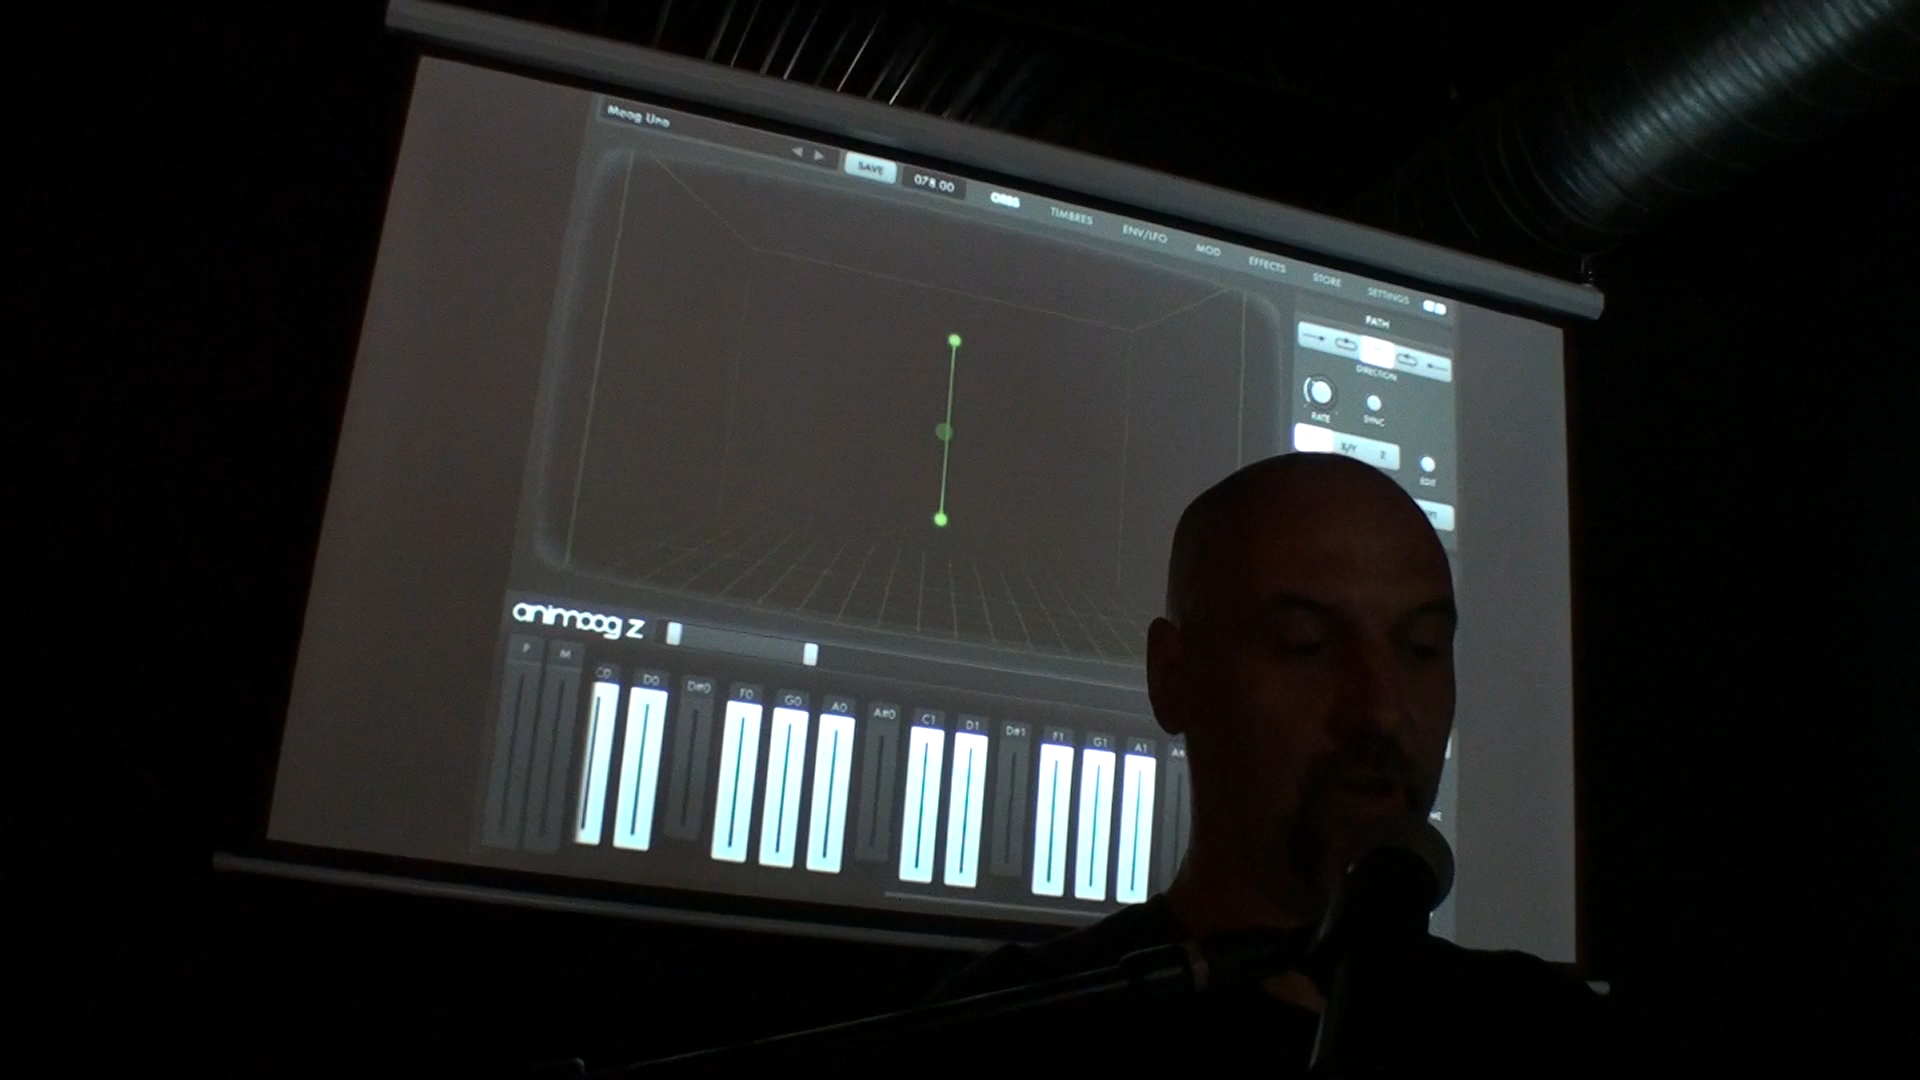 Moog Uno
SAVE
078.00
ORBS
TIMBRES
ENV/LFO
MOD
EFFECTS
STORE
SETTINGS
PATH
DIRECTION
RATE
SYNC
X/Y
Z
EDIT
animoog Z
P
M
C0
D0
D#0
F0
G0
A0
A#0
C1
D1
D#1
F1
G1
A1